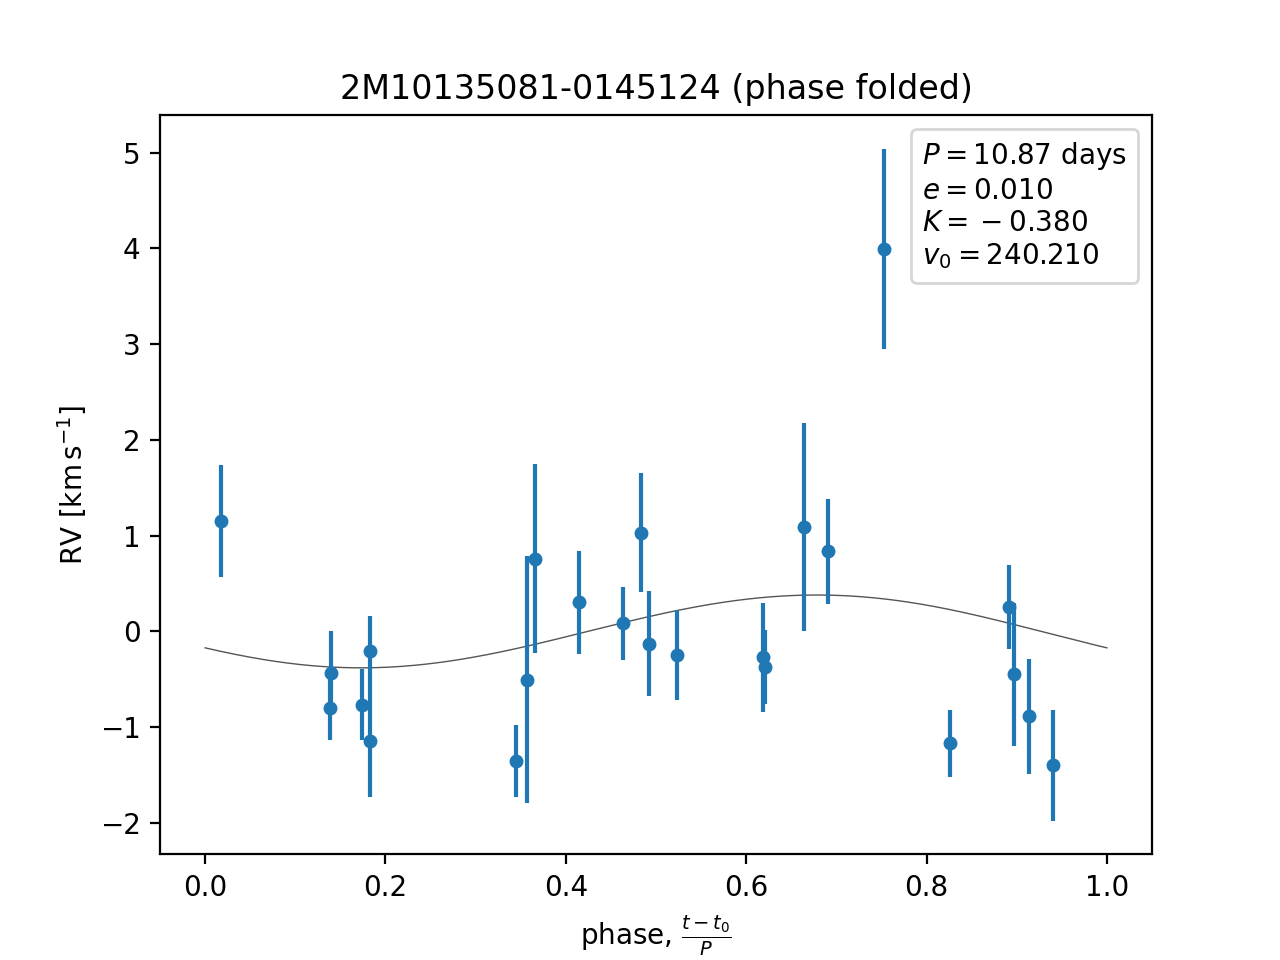 2M10135081-0145124 (phase folded)
P = 10.87 days
e = 0.010
K = −0.380
v₀ = 240.210
RV [km s⁻¹]
5
4
3
2
1
0
−1
−2
0.0 0.2 0.4 0.6 0.8 1.0
phase, (t − t₀)/P